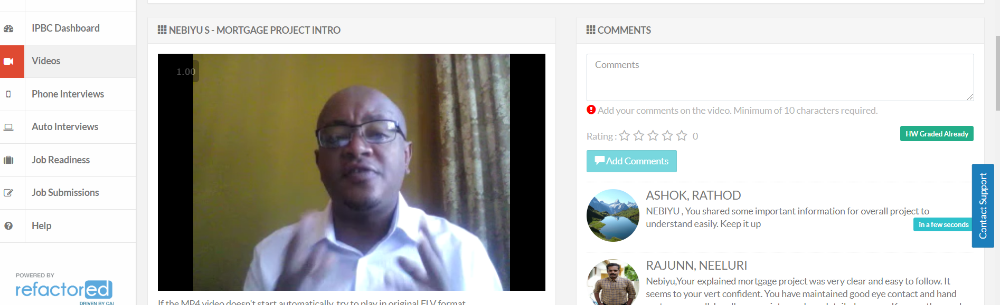 IPBC Dashboard
Videos
Phone Interviews
Auto Interviews
Job Readiness
Job Submissions
Help
POWERED BY
refactored
DRIVEN BY CAI
NEBIYU S - MORTGAGE PROJECT INTRO
1.00
If the MP4 video doesn't start automatically, try to play in original FLV format
COMMENTS
Comments
Add your comments on the video. Minimum of 10 characters required.
Rating : 0
HW Graded Already
Add Comments
ASHOK, RATHOD
NEBIYU , You shared some important information for overall project to
understand easily. Keep it up
in a few seconds
Contact Support
RAJUNN, NEELURI
Nebiyu,Your explained mortgage project was very clear and easy to follow. It
seems to your vert confident. You have maintained good eye contact and hand